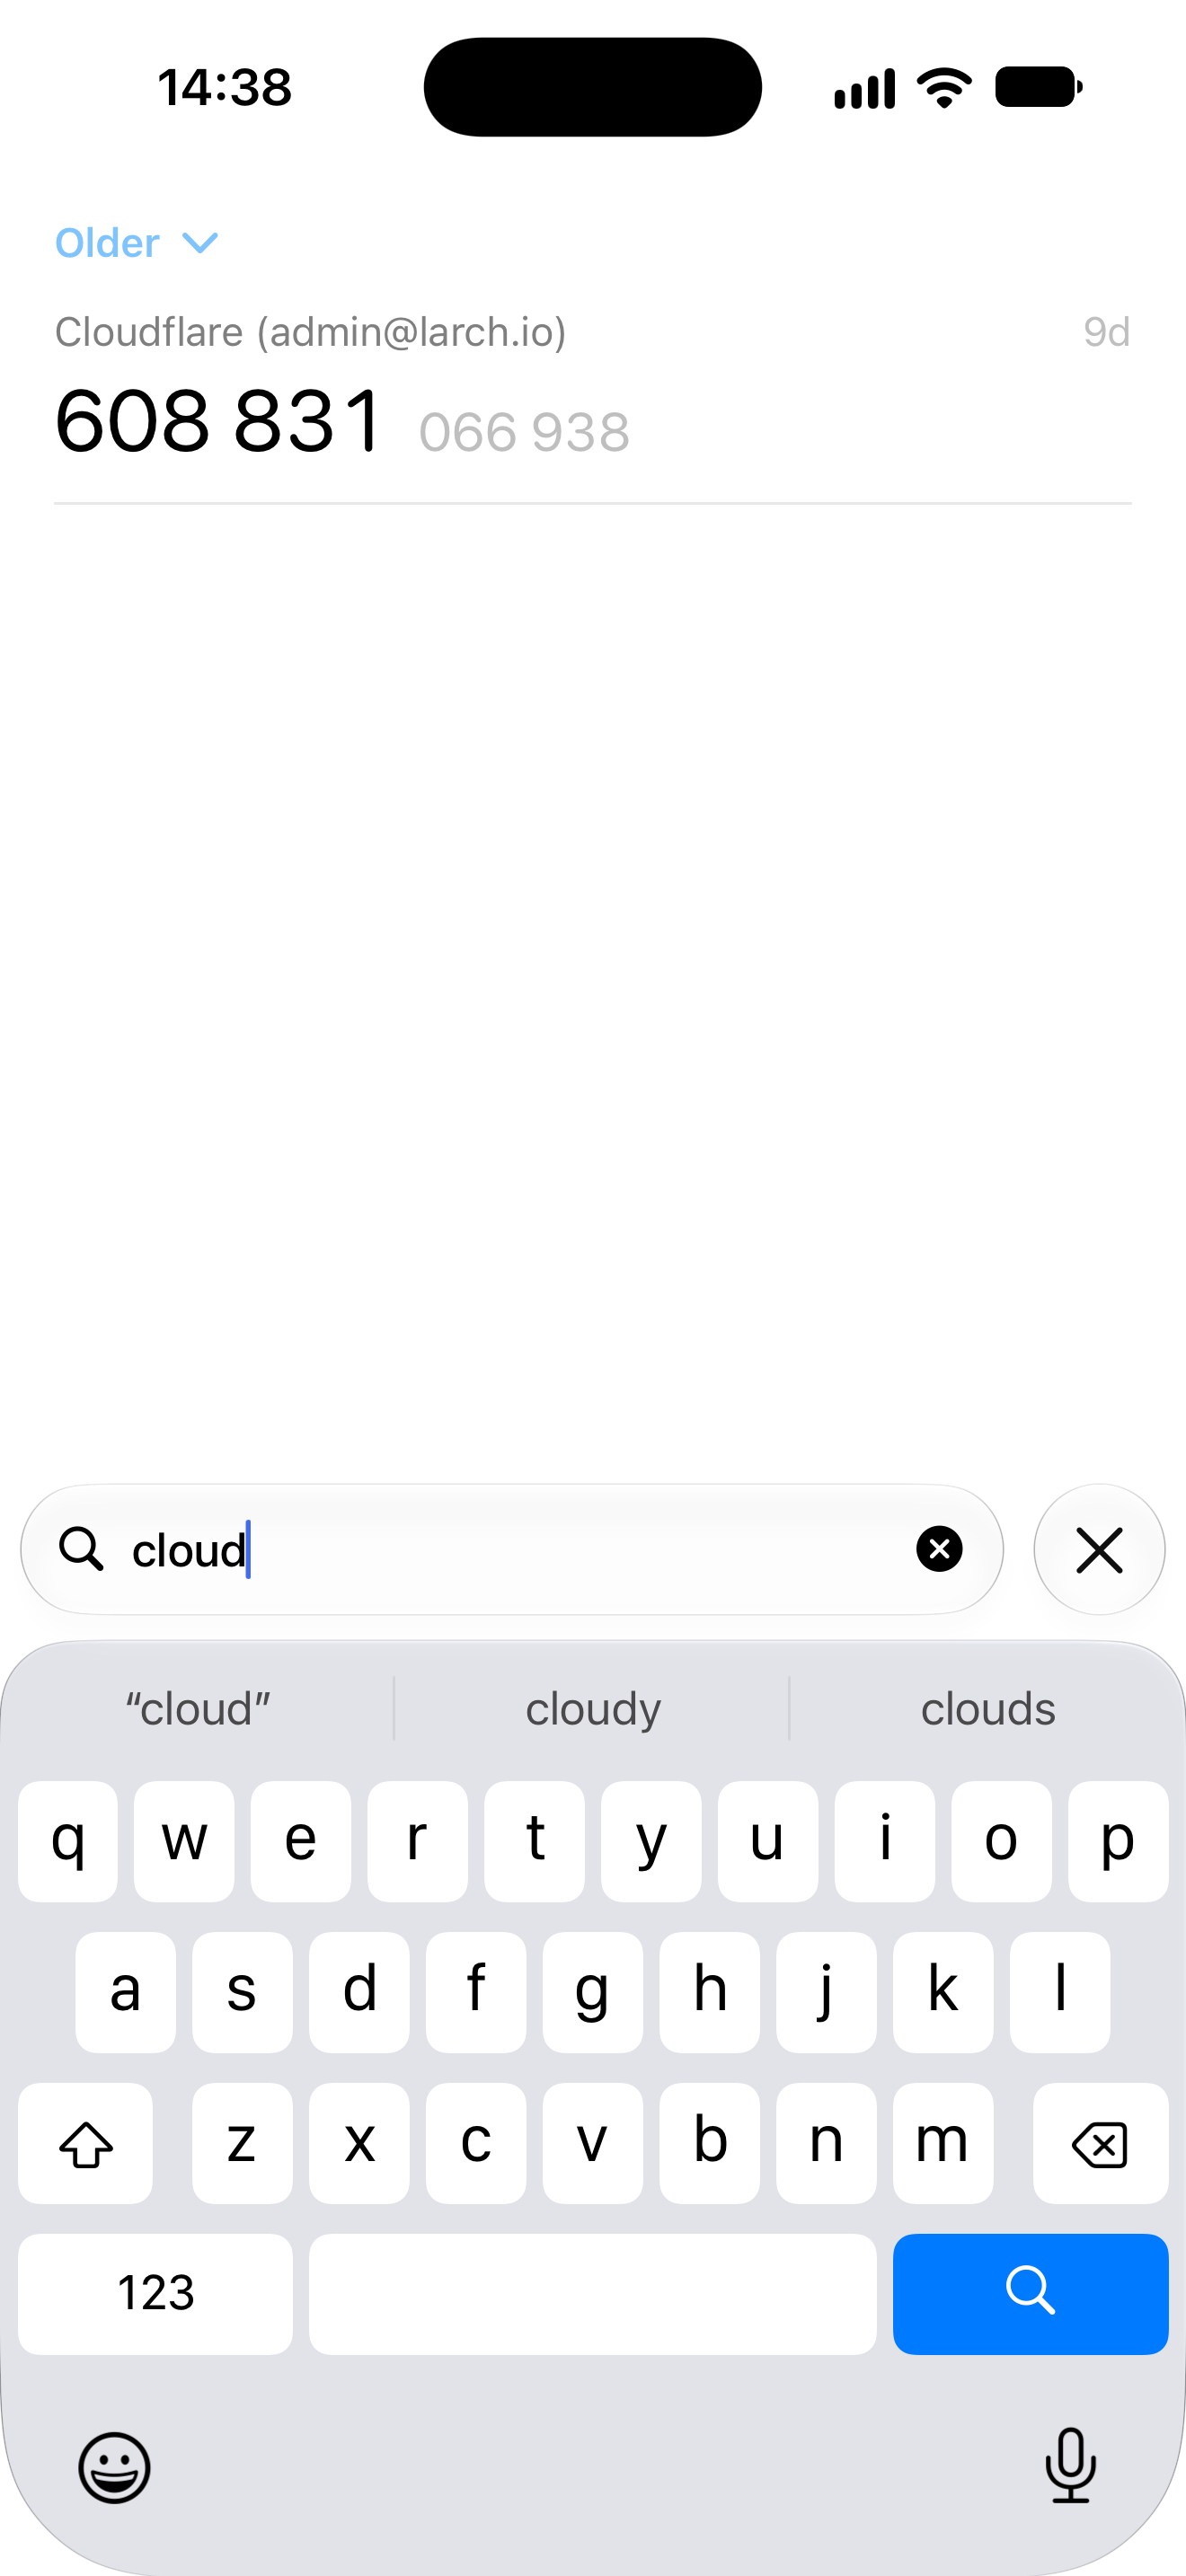 14:38
Older
Cloudflare (admin@larch.io) 9d
608 831 066 938
cloud
“cloud” cloudy clouds
q w e r t y u i o p
a s d f g h j k l
z x c v b n m
123